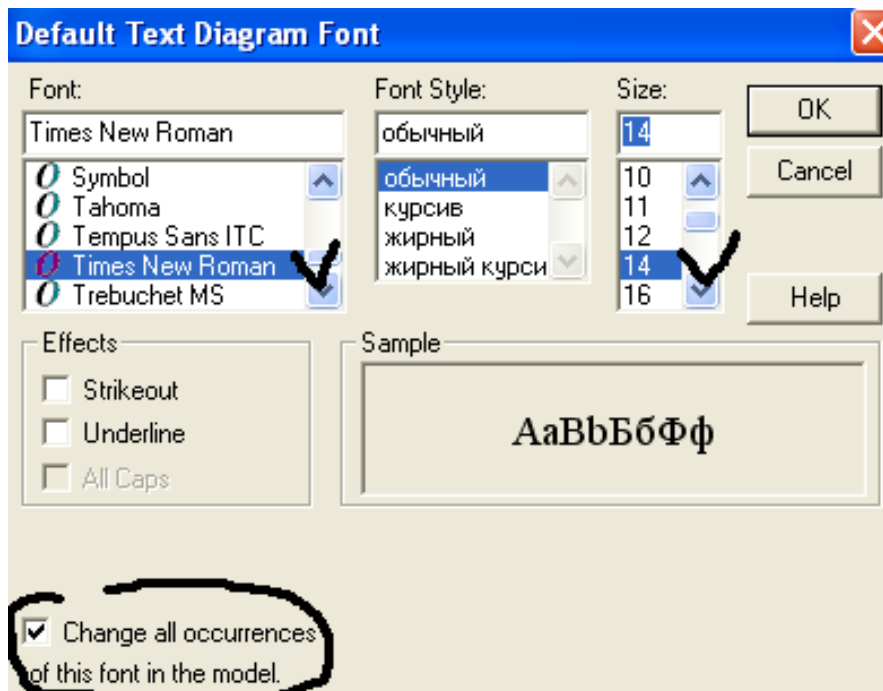 Default Text Diagram Font
Font:
Font Style:
Size:
Times New Roman
обычный
14
OK
Symbol
Tahoma
Tempus Sans ITC
Times New Roman
Trebuchet MS
обычный
курсив
жирный
жирный курси
10
11
12
14
16
Cancel
Help
Effects
Strikeout
Underline
All Caps
Sample
АаBbБбФф
Change all occurrences
of this font in the model.